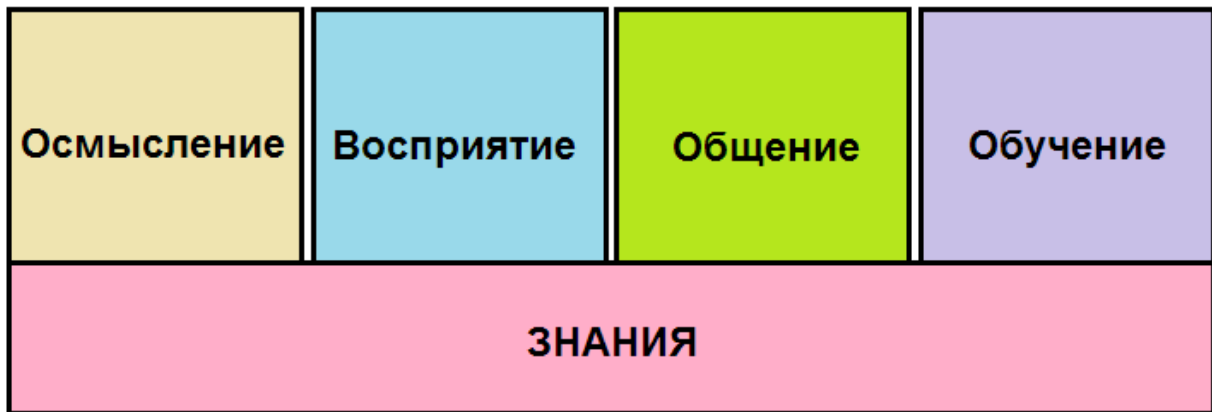 Осмысление
Восприятие
Общение
Обучение
ЗНАНИЯ